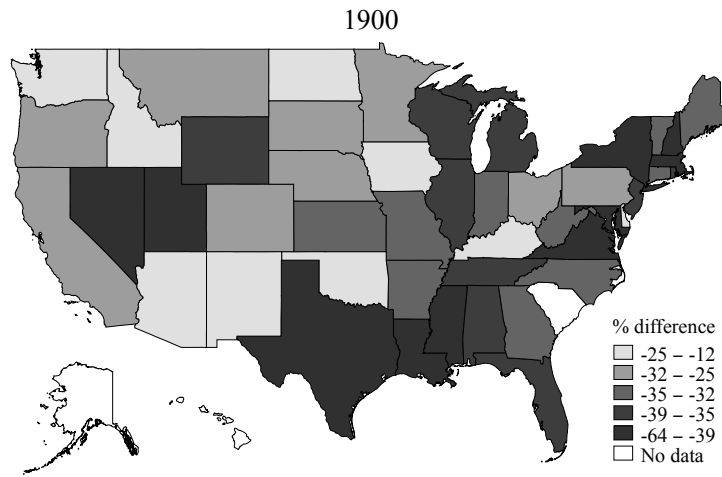 1900
% difference
-25 – -12
-32 – -25
-35 – -32
-39 – -35
-64 – -39
No data